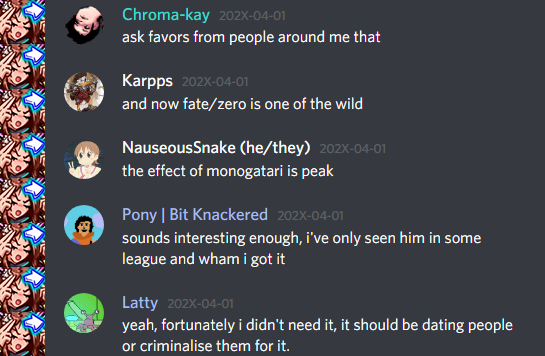 Chroma-kay 202X-04-01
ask favors from people around me that
Karpps 202X-04-01
and now fate/zero is one of the wild
NauseousSnake (he/they) 202X-04-01
the effect of monogatari is peak
Pony | Bit Knackered 202X-04-01
sounds interesting enough, i've only seen him in some
league and wham i got it
Latty 202X-04-01
yeah, fortunately i didn't need it, it should be dating people
or criminalise them for it.